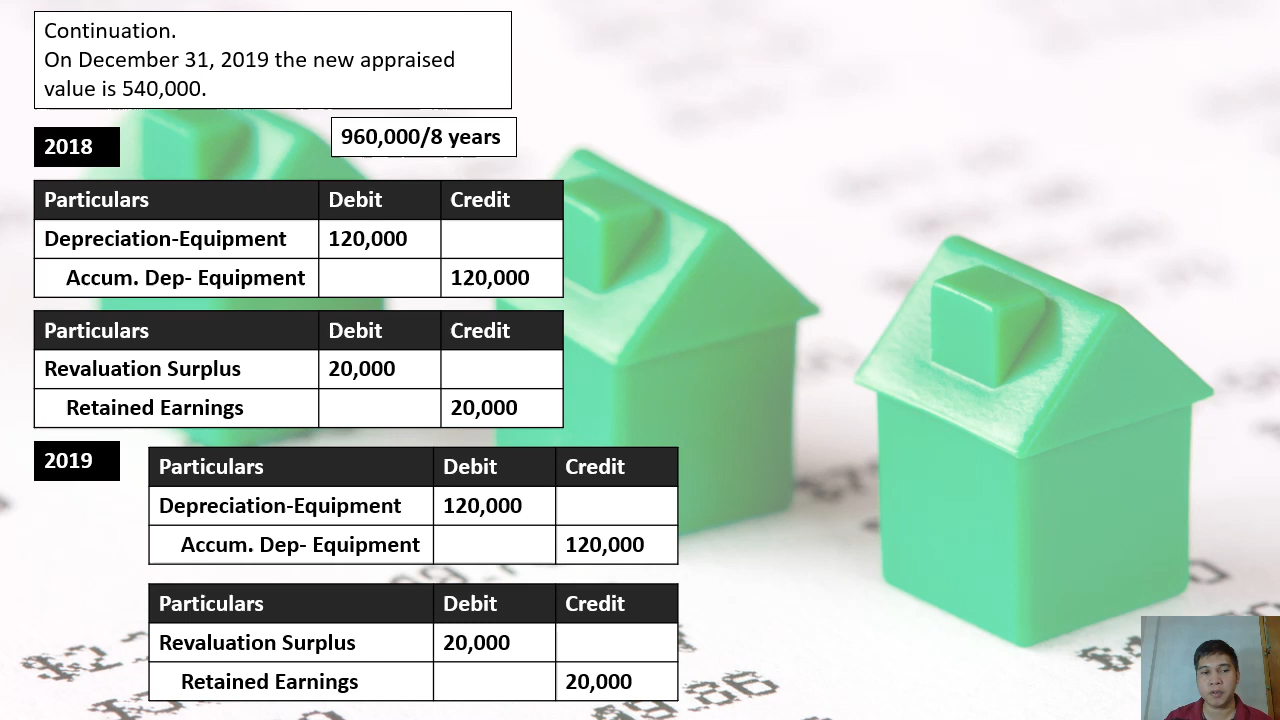 Continuation.
On December 31, 2019 the new appraised
value is 540,000.
2018
960,000/8 years
Particulars Debit Credit
Depreciation-Equipment 120,000
Accum. Dep- Equipment 120,000
Particulars Debit Credit
Revaluation Surplus 20,000
Retained Earnings 20,000
2019
Particulars Debit Credit
Depreciation-Equipment 120,000
Accum. Dep- Equipment 120,000
Particulars Debit Credit
Revaluation Surplus 20,000
Retained Earnings 20,000